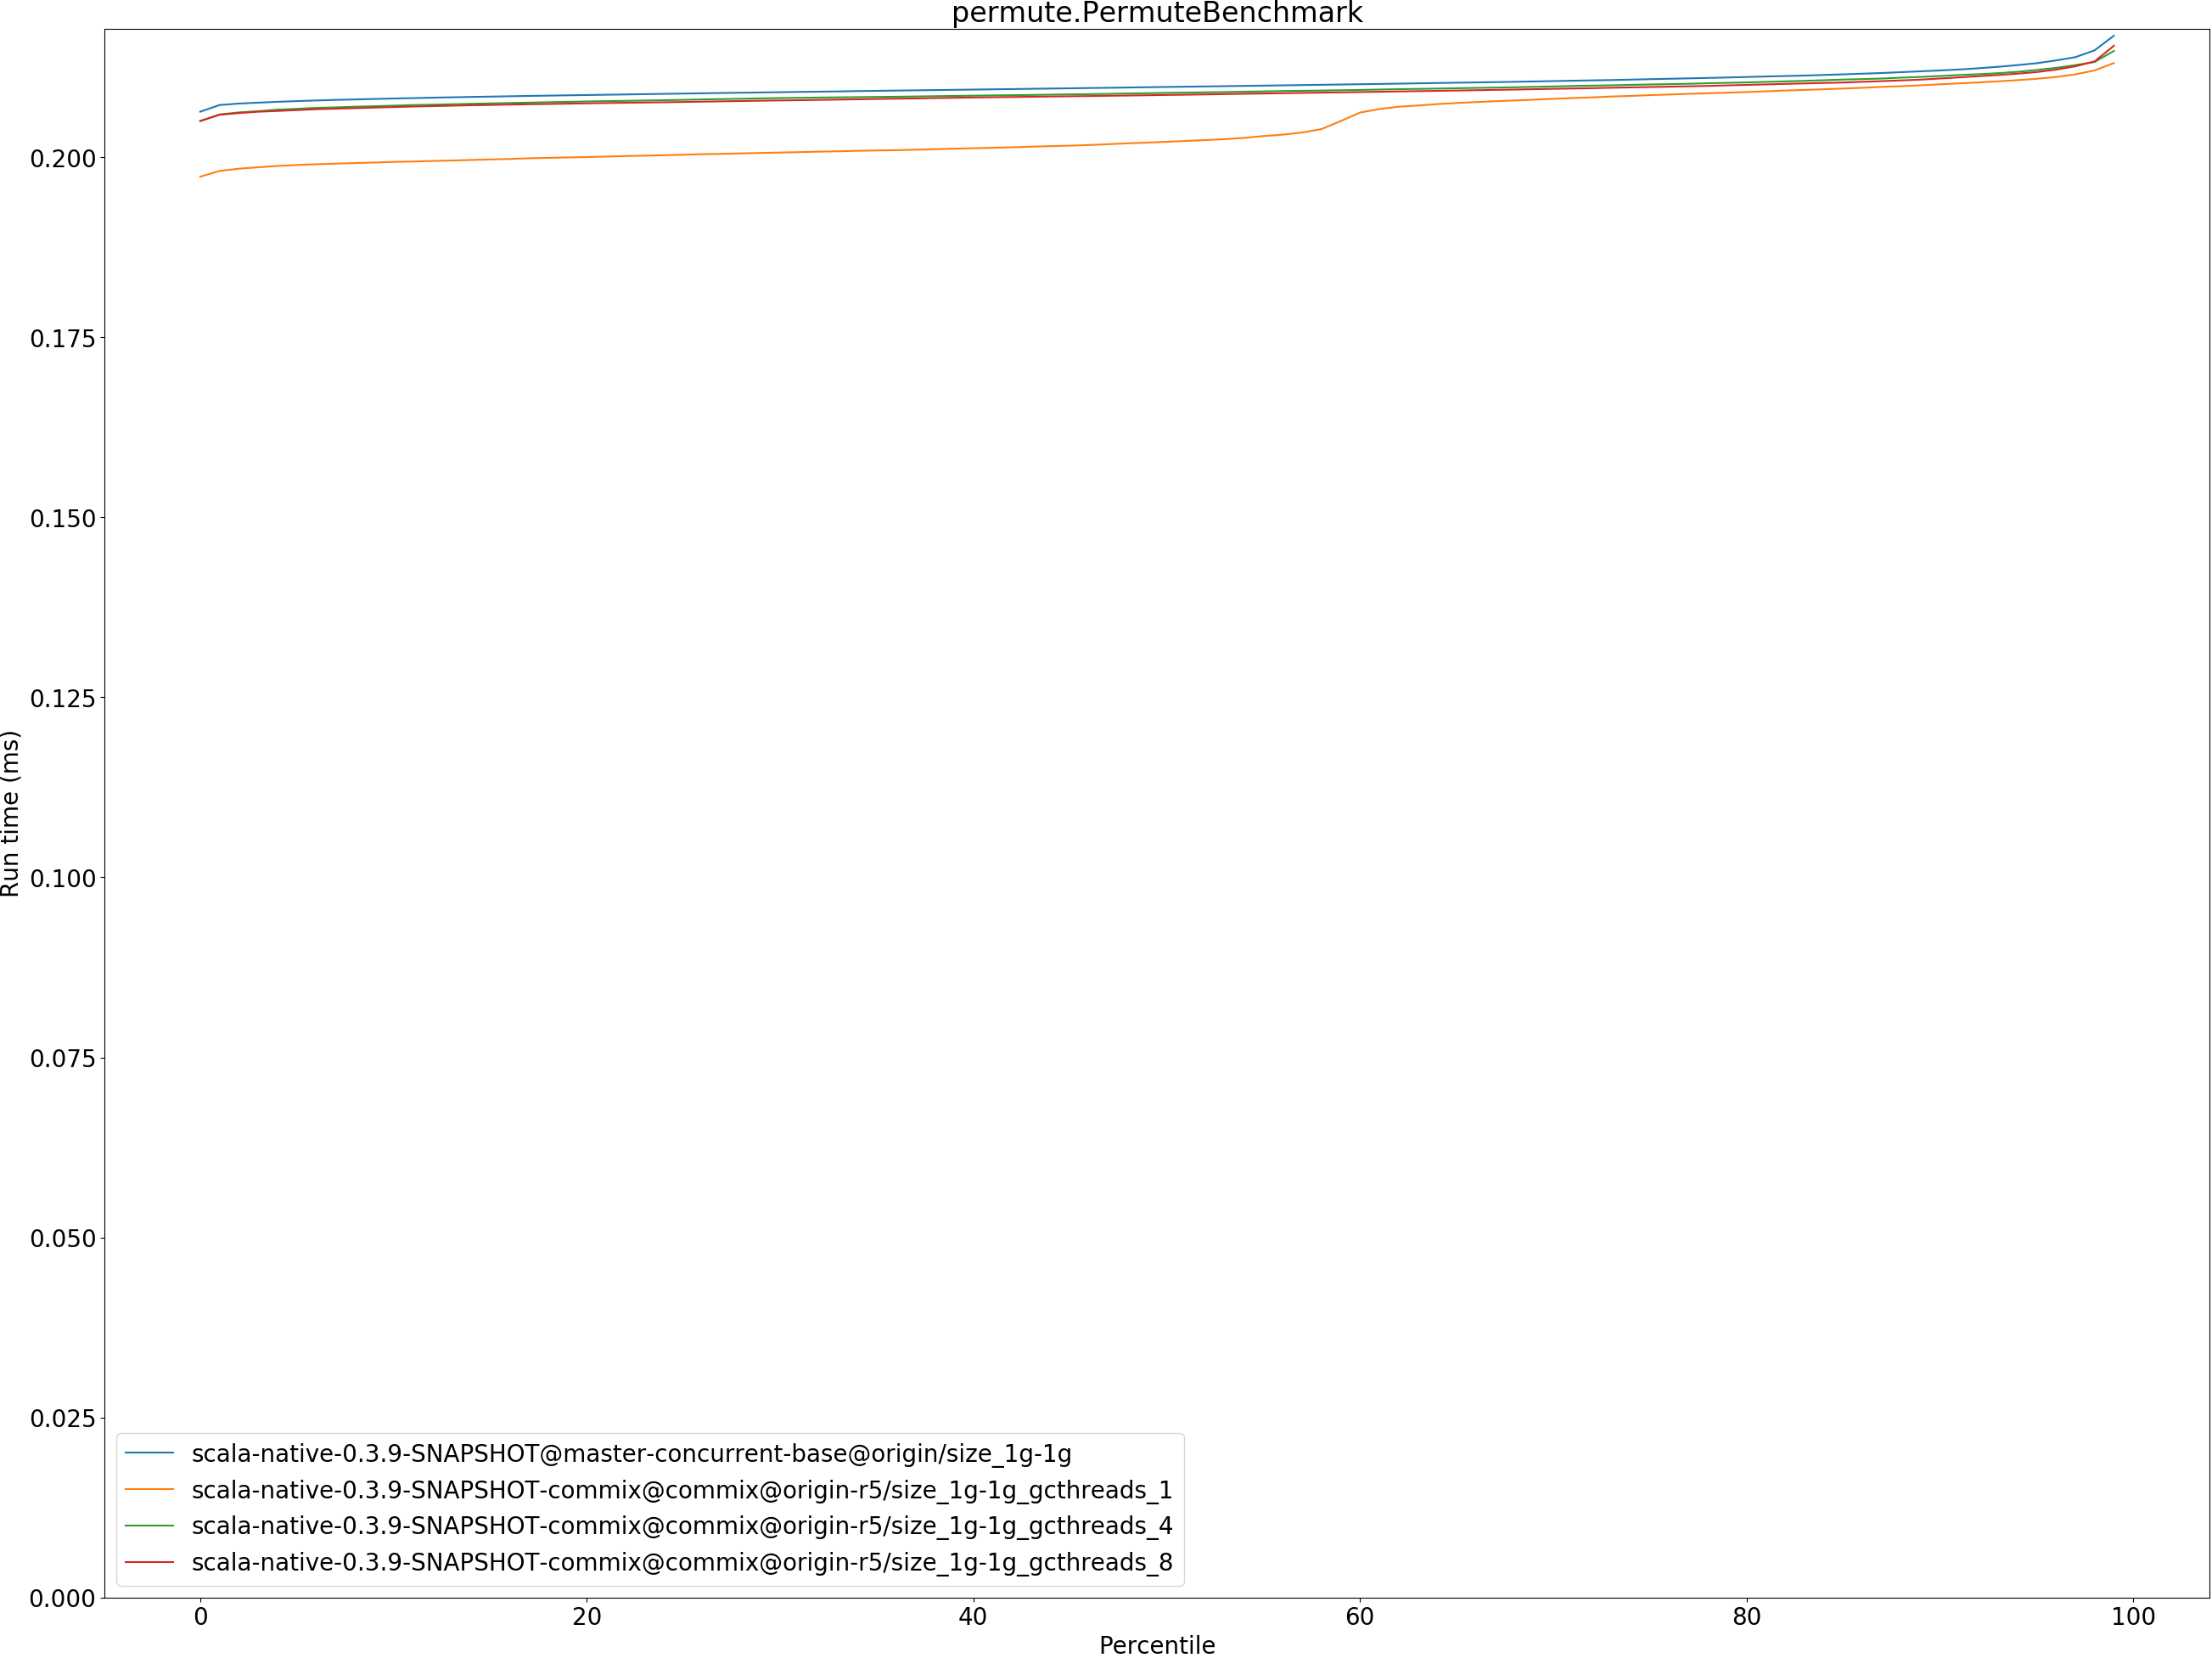 permute.PermuteBenchmark
0.200
0.175
0.150
0.125
0.100
0.075
0.050
0.025
0.000
Run time (ms)
scala-native-0.3.9-SNAPSHOT@master-concurrent-base@origin/size_1g-1g
scala-native-0.3.9-SNAPSHOT-commix@commix@origin-r5/size_1g-1g_gcthreads_1
scala-native-0.3.9-SNAPSHOT-commix@commix@origin-r5/size_1g-1g_gcthreads_4
scala-native-0.3.9-SNAPSHOT-commix@commix@origin-r5/size_1g-1g_gcthreads_8
0 20 40 60 80 100
Percentile